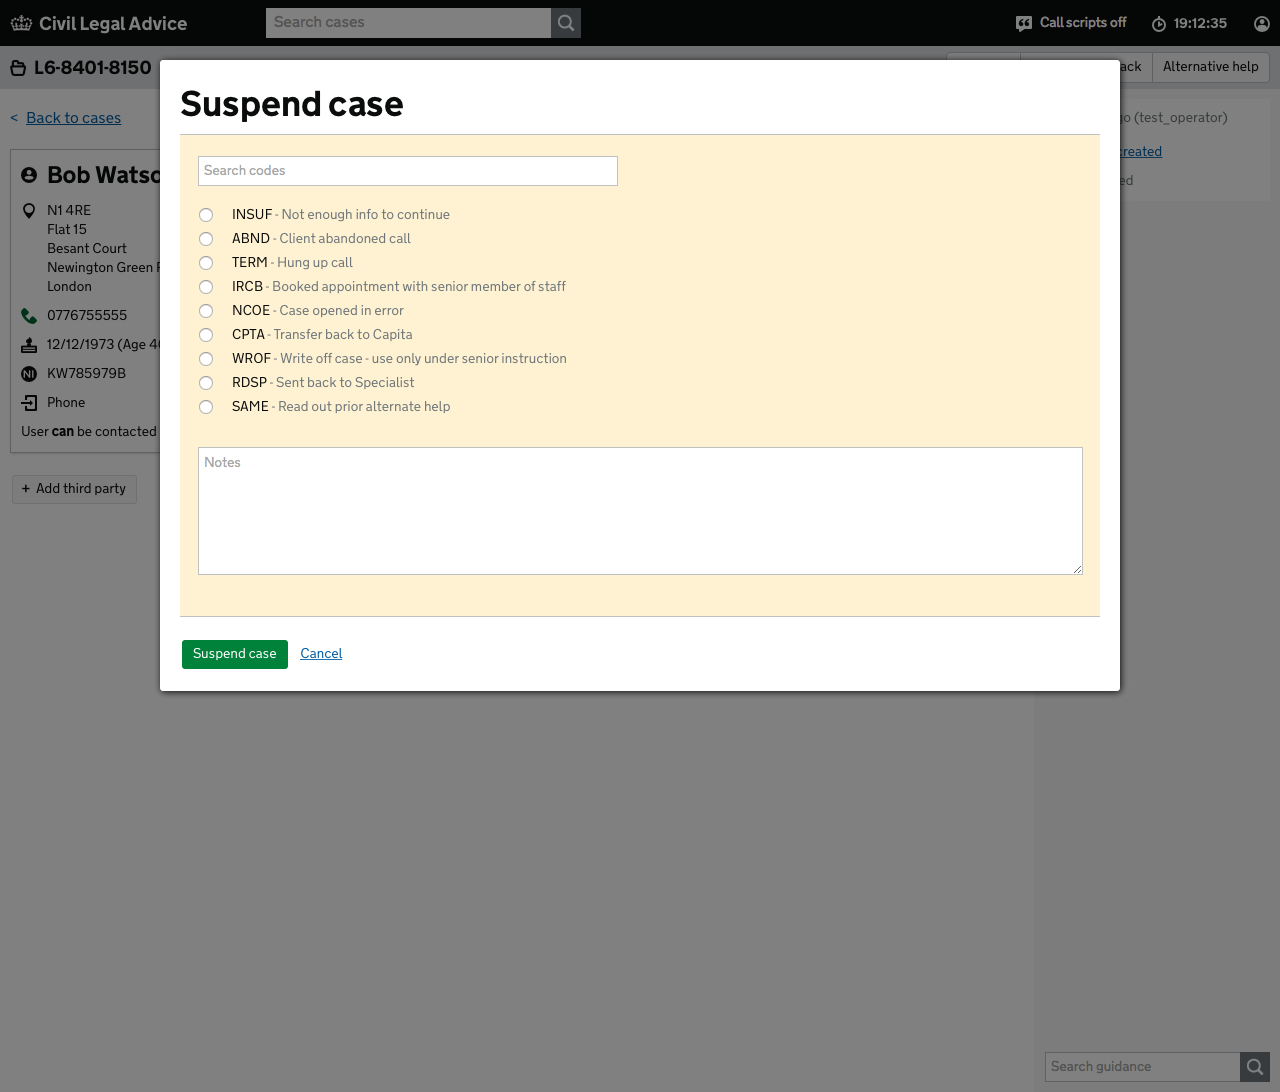 Civil Legal Advice
Search cases
Call scripts off
19:12:35
L6-8401-8150
Alternative help
< Back to cases
(test_operator)
Bob
N1 4RE
Flat 15
Besant Court
Newington Green
London
0776755555
12/12/1973 (Age
NI
KW785979B
Phone
User can be contacted
+ Add third party
Suspend case
Search codes
INSUF - Not enough info to continue
ABND - Client abandoned call
TERM - Hung up call
IRCB - Booked appointment with senior member of staff
NCOE - Case opened in error
CPTA - Transfer back to Capita
WROF - Write off case - use only under senior instruction
RDSP - Sent back to Specialist
SAME - Read out prior alternate help
Notes
Suspend case
Cancel
Search guidance